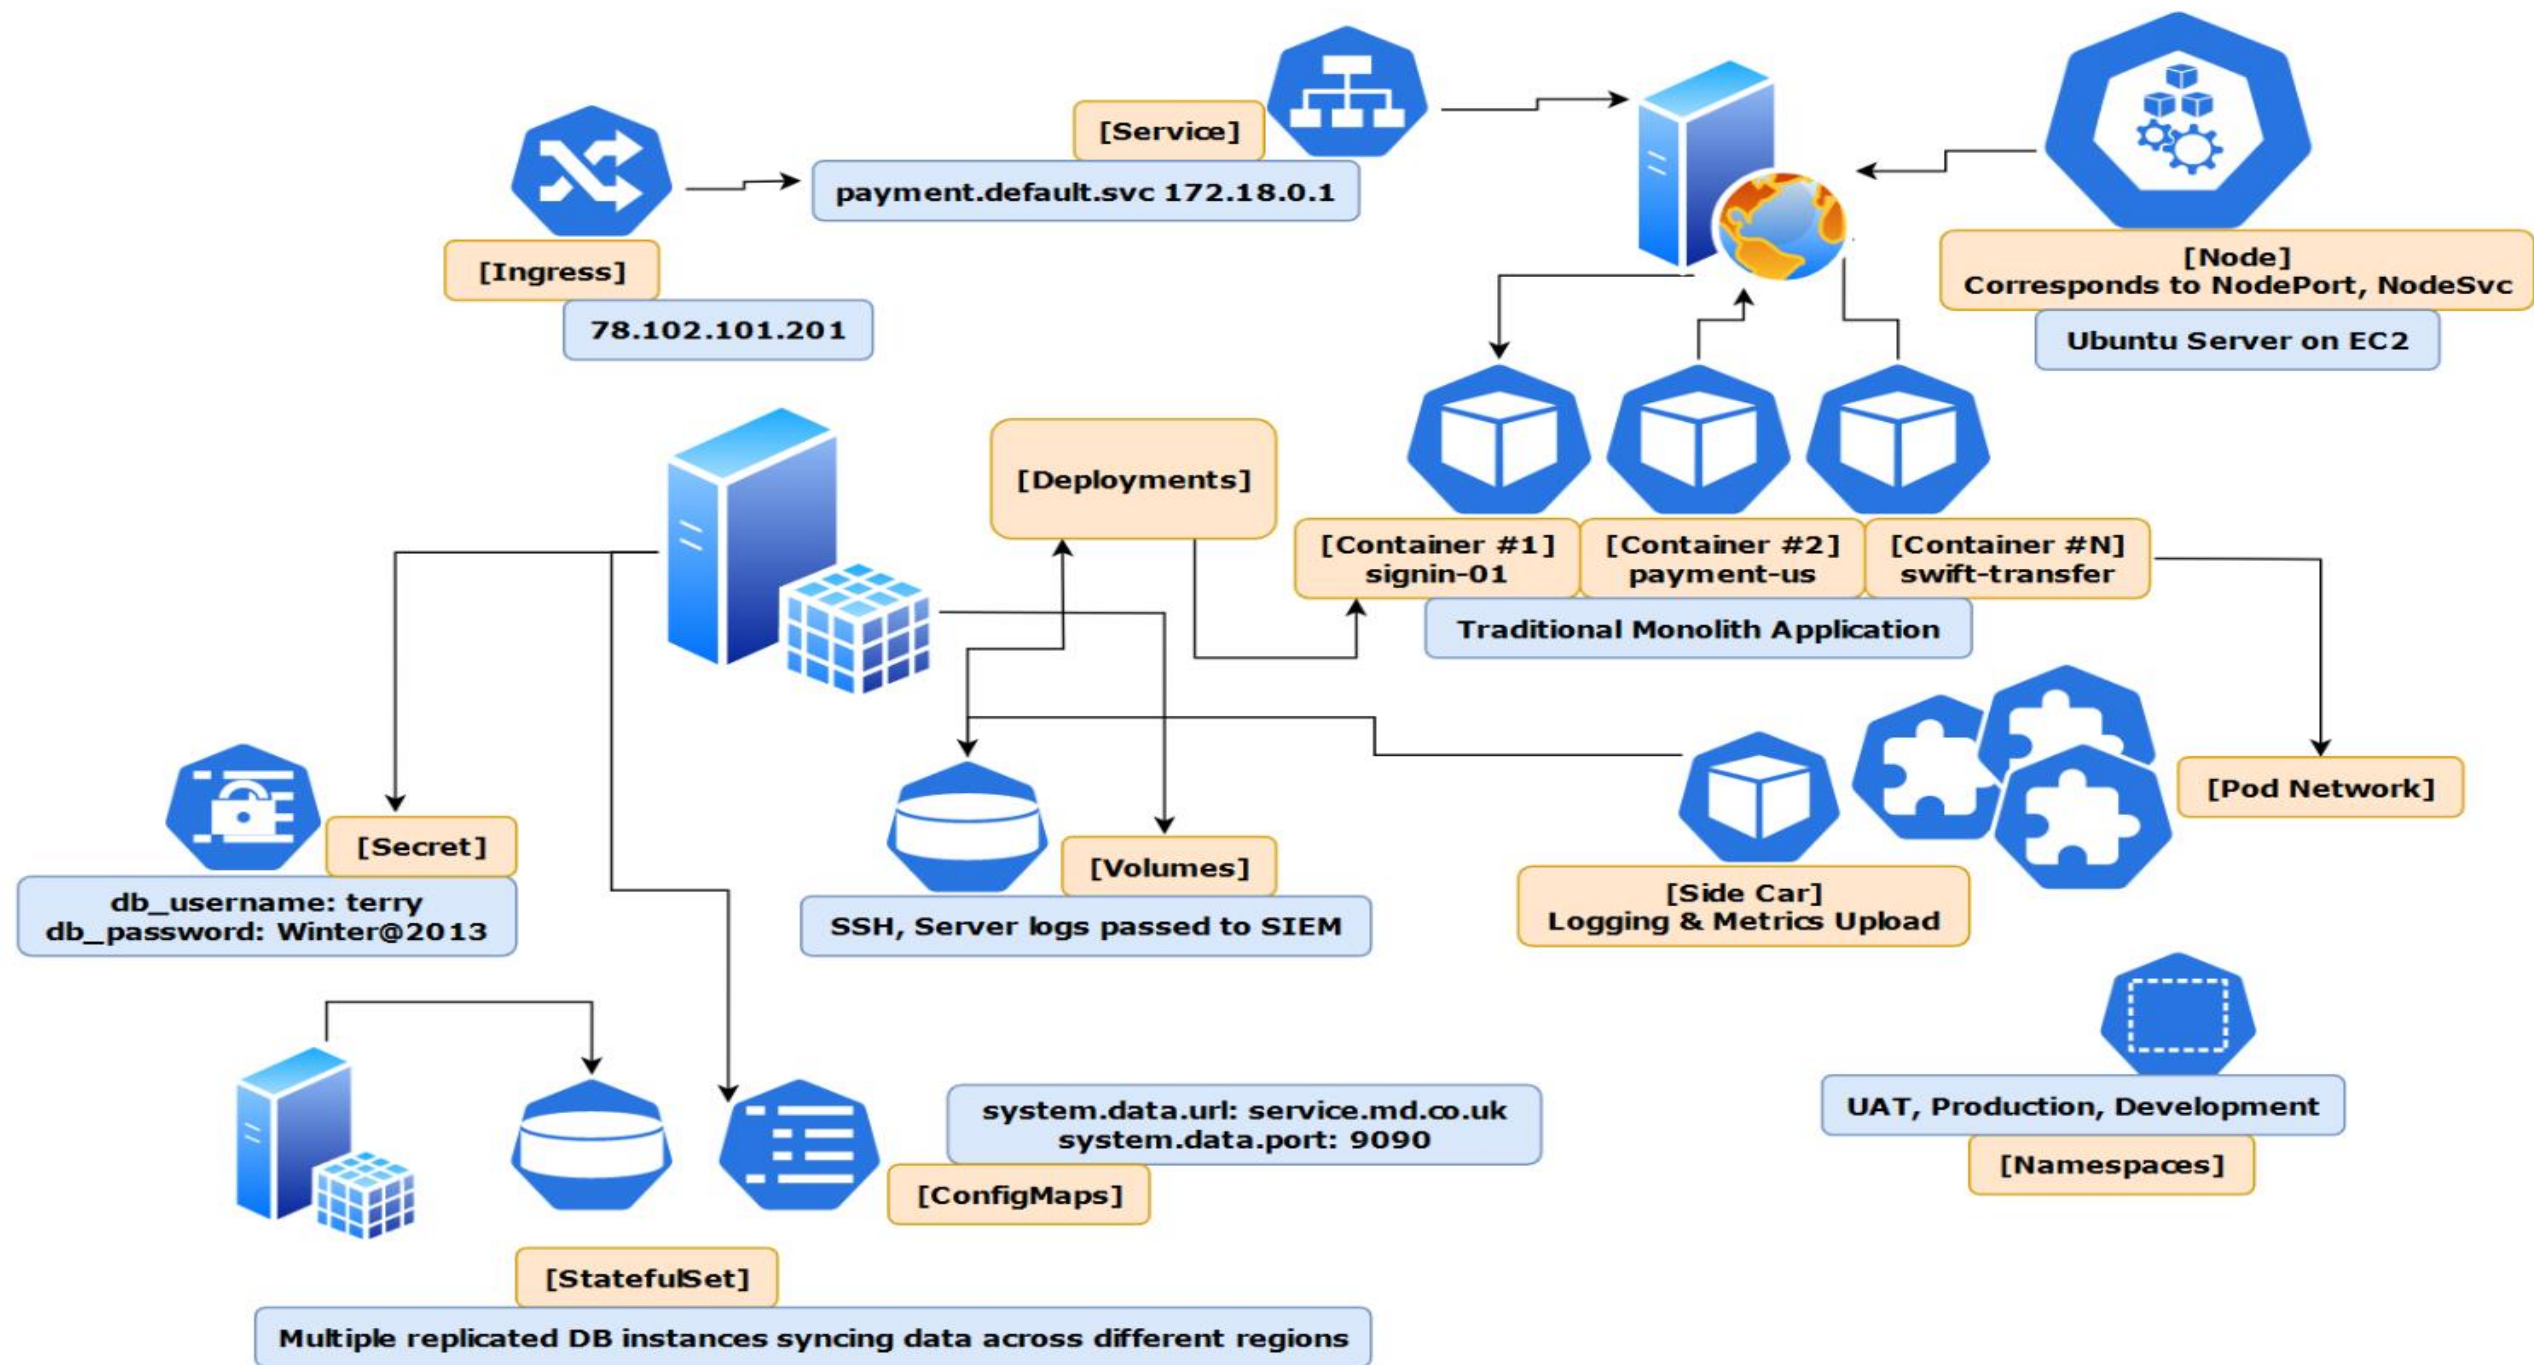 [Service]
payment.default.svc 172.18.0.1
[Ingress]
78.102.101.201
[Node]
Corresponds to NodePort, NodeSvc
Ubuntu Server on EC2
[Deployments]
[Container #1]
signin-01
[Container #2]
payment-us
[Container #N]
swift-transfer
Traditional Monolith Application
[Pod Network]
[Secret]
db_username: terry
db_password: Winter@2013
[Volumes]
SSH, Server logs passed to SIEM
[Side Car]
Logging & Metrics Upload
system.data.url: service.md.co.uk
system.data.port: 9090
[ConfigMaps]
UAT, Production, Development
[Namespaces]
[StatefulSet]
Multiple replicated DB instances syncing data across different regions